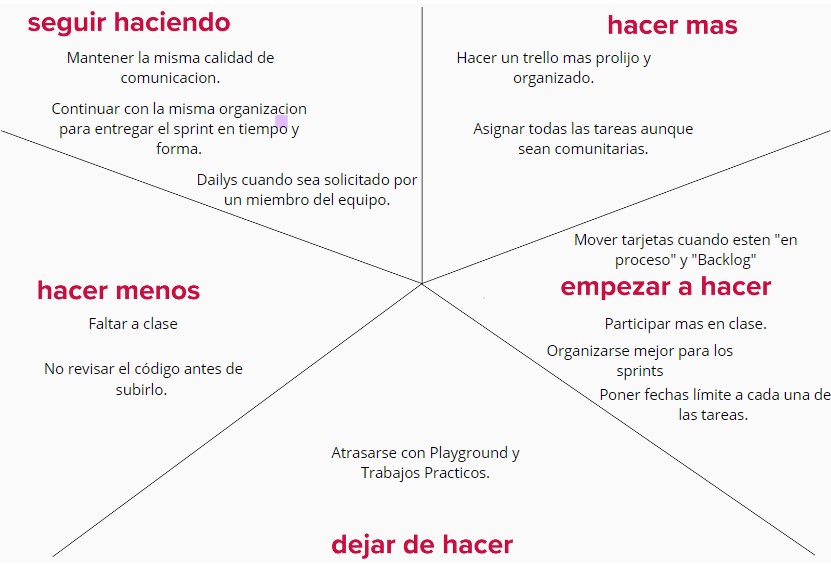 seguir haciendo
Mantener la misma calidad de
comunicacion.
Continuar con la misma organizacion
para entregar el sprint en tiempo y
forma.
Dailys cuando sea solicitado por
un miembro del equipo.
hacer mas
Hacer un trello mas prolijo y
organizado.
Asignar todas las tareas aunque
sean comunitarias.
hacer menos
Faltar a clase
No revisar el código antes de
subirlo.
Mover tarjetas cuando esten "en
proceso" y "Backlog"
empezar a hacer
Participar mas en clase.
Organizarse mejor para los
sprints
Poner fechas límite a cada una de
las tareas.
Atrasarse con Playground y
Trabajos Practicos.
dejar de hacer